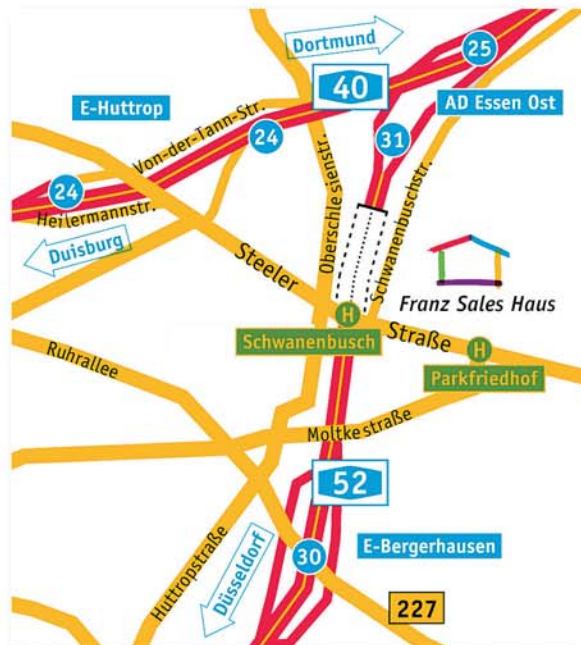 Dortmund
25
40
E-Huttrop
AD Essen Ost
Von-der-Tann-Str.
24
31
24
Heilermannstr.
Oberschlesienstr.
Schwanenbuschstr.
Duisburg
Steeler
Straße
Franz Sales Haus
H
Schwanenbusch
H
Parkfriedhof
Ruhrallee
Moltkestraße
52
Huttropstraße
Düsseldorf
30
E-Bergerhausen
227